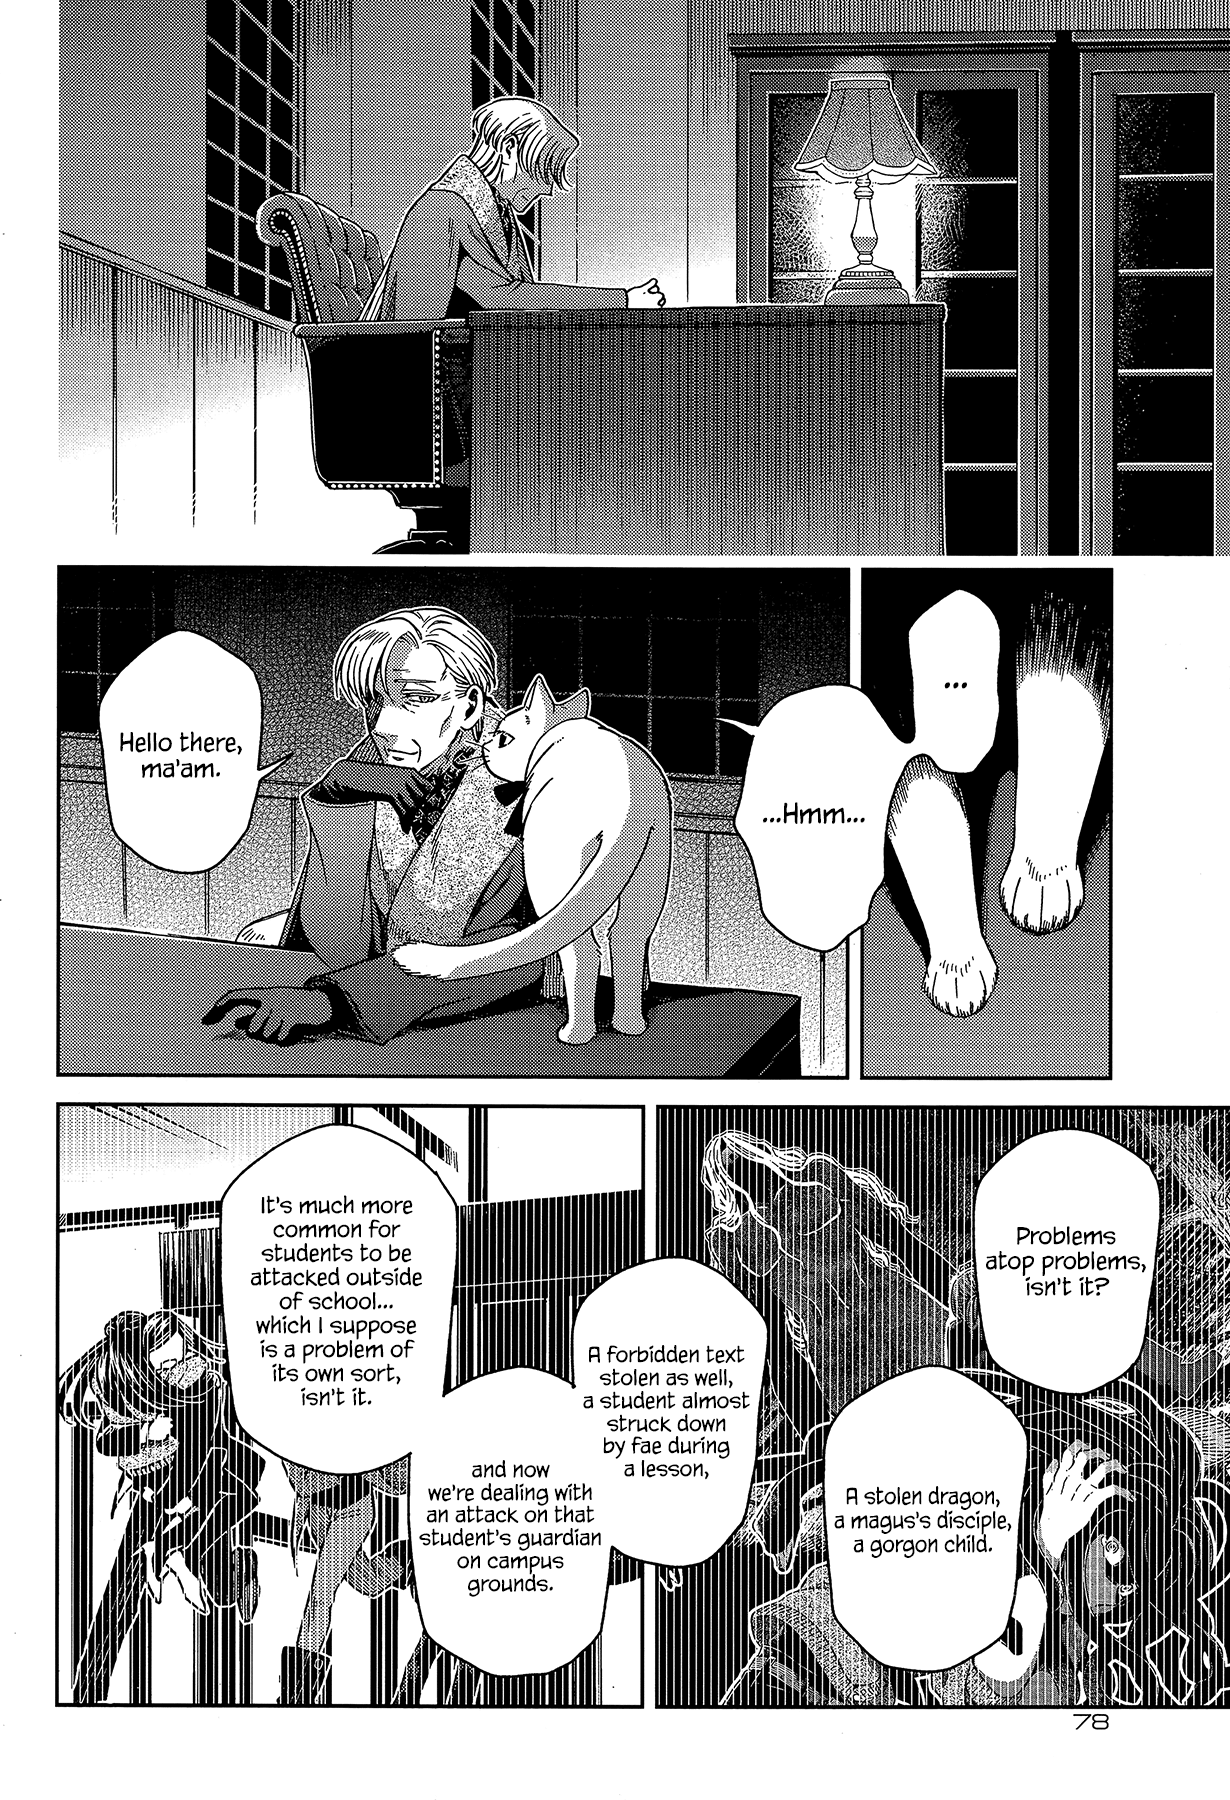 ...
...Hmm...
Hello there,
ma'am.
Problems
atop problems,
isn't it?
A stolen dragon,
a magus's disciple,
a gorgon child.
A forbidden text
stolen as well,
a student almost
struck down
by fae during
a lesson,
and now
we're dealing with
an attack on that
student's guardian
on campus
grounds.
It's much more
common for
students to be
attacked outside
of school...
which I suppose
is a problem of
its own sort,
isn't it.
78